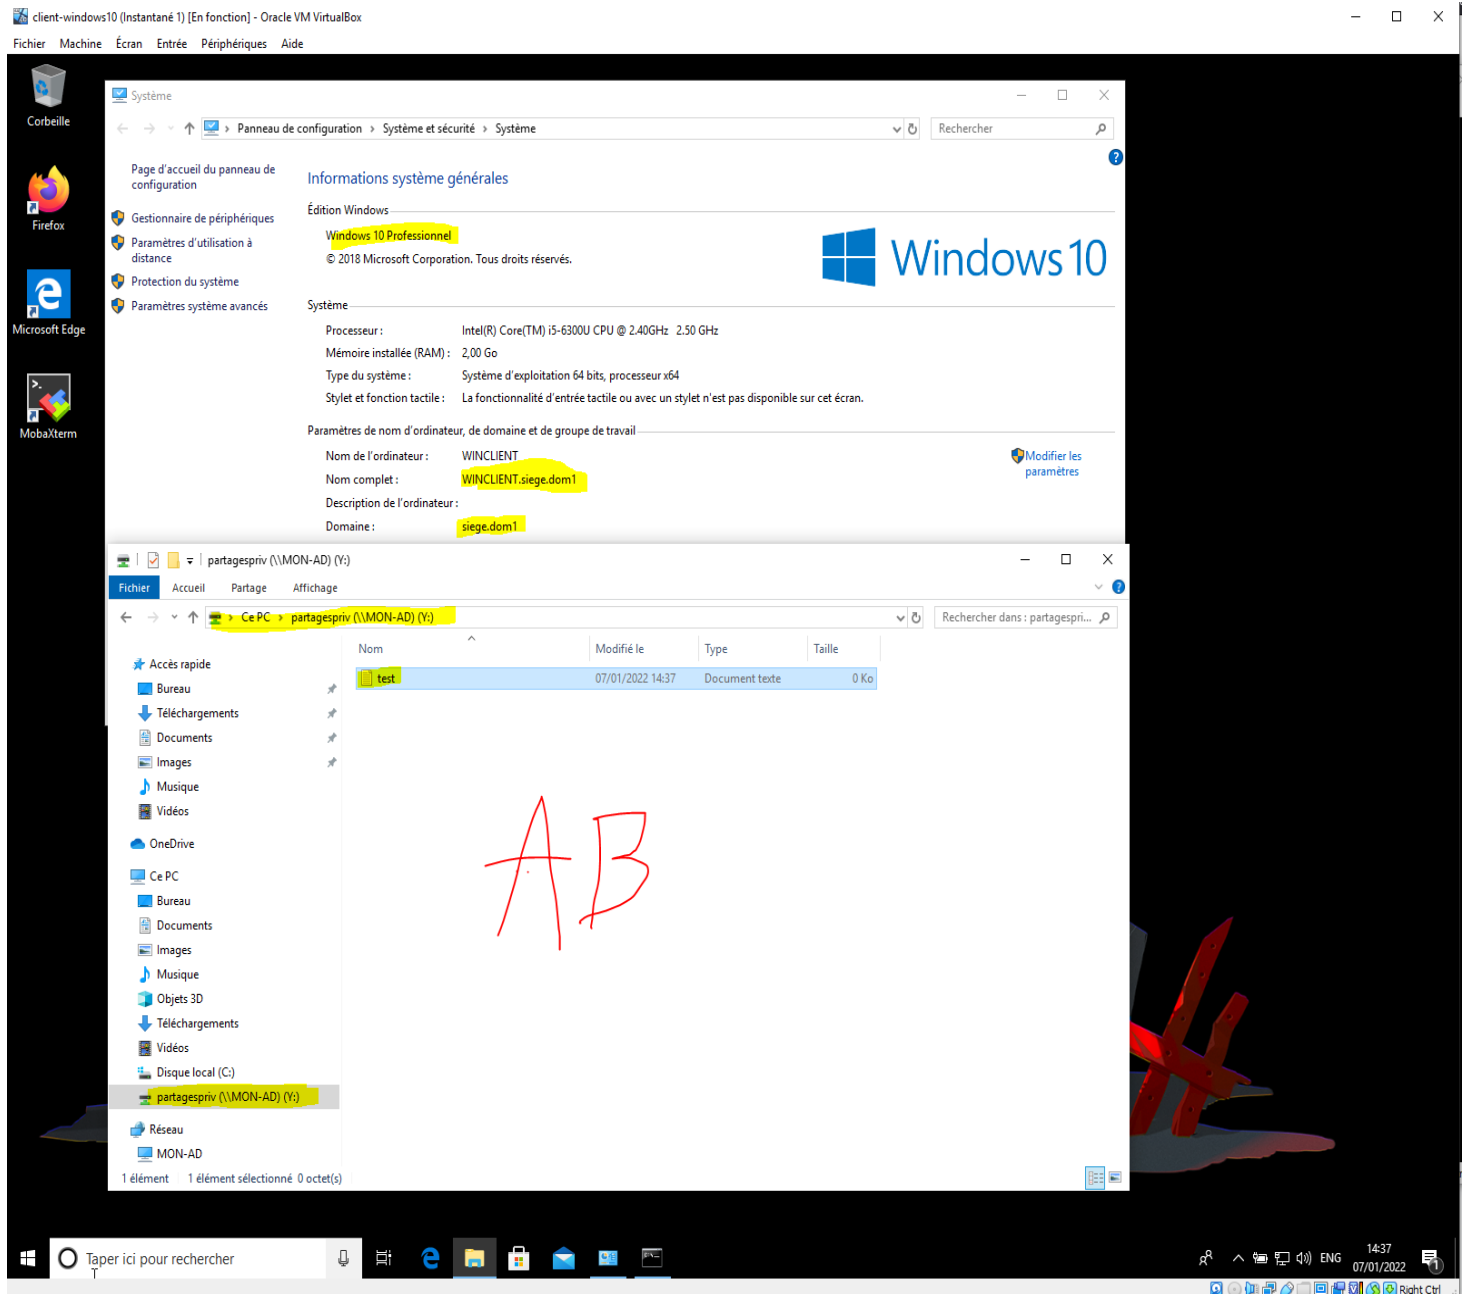 client-windows10 (Instantané 1) [En fonction] - Oracle VM VirtualBox
Fichier Machine Écran Entrée Périphériques Aide
Corbeille
Firefox
Microsoft Edge
MobaXterm
Système
Panneau de configuration > Système et sécurité > Système
Rechercher
Page d'accueil du panneau de
configuration
Gestionnaire de périphériques
Paramètres d'utilisation à
distance
Protection du système
Paramètres système avancés
Informations système générales
Édition Windows
Windows 10 Professionnel
© 2018 Microsoft Corporation. Tous droits réservés.
Windows 10
Système
Processeur : Intel(R) Core(TM) i5-6300U CPU @ 2.40GHz 2.50 GHz
Mémoire installée (RAM) : 2,00 Go
Type du système : Système d'exploitation 64 bits, processeur x64
Stylet et fonction tactile : La fonctionnalité d'entrée tactile ou avec un stylet n'est pas disponible sur cet écran.
Paramètres de nom d'ordinateur, de domaine et de groupe de travail
Nom de l'ordinateur : WINCLIENT
Modifier les
paramètres
Nom complet : WINCLIENT.siege.dom1
Description de l'ordinateur :
Domaine : siege.dom1
partagespriv (\\MON-AD) (Y:)
Fichier Accueil Partage Affichage
> Ce PC > partagespriv (\\MON-AD) (Y:)
Rechercher dans : partagespri...
Nom Modifié le Type Taille
test 07/01/2022 14:37 Document texte 0 Ko
Accès rapide
Bureau
Téléchargements
Documents
Images
Musique
Vidéos
OneDrive
Ce PC
Bureau
Documents
Images
Musique
Objets 3D
Téléchargements
Vidéos
Disque local (C:)
partagespriv (\\MON-AD) (Y:)
Réseau
MON-AD
AB
1 élément 1 élément sélectionné 0 octet(s)
Taper ici pour rechercher
ENG
14:37
07/01/2022
1
Right Ctrl